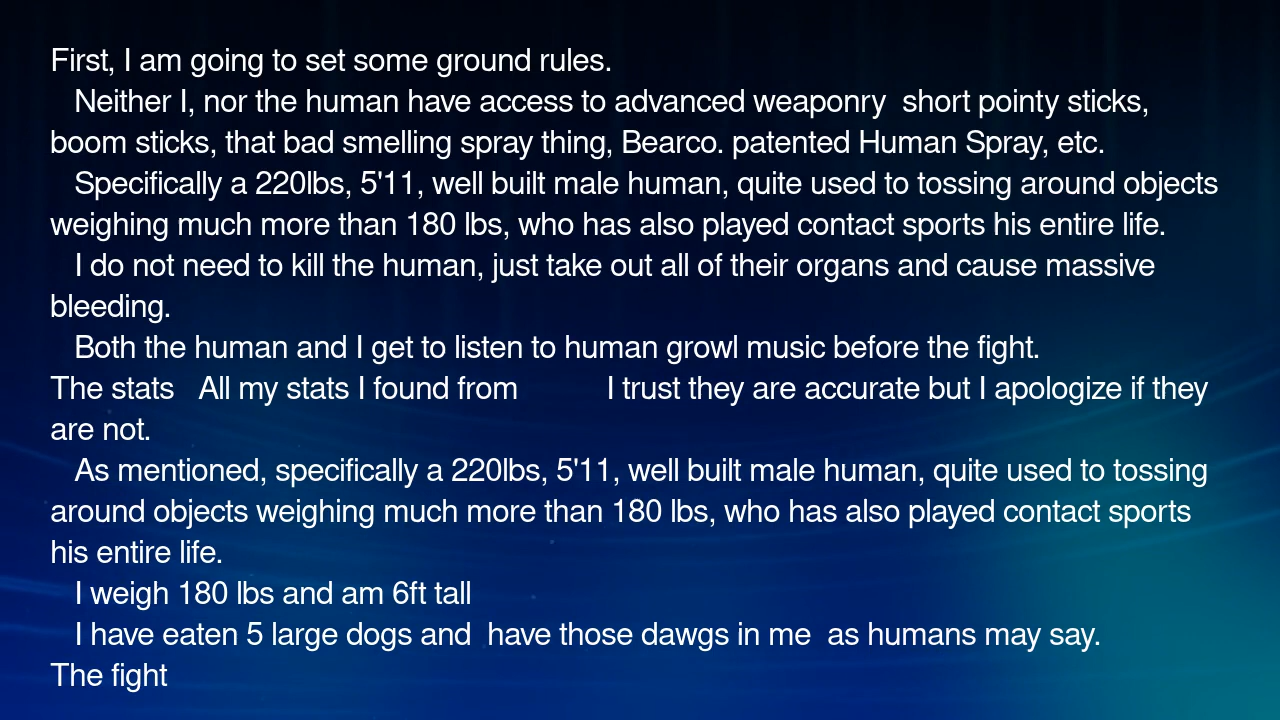 First, I am going to set some ground rules.
Neither I, nor the human have access to advanced weaponry  short pointy sticks,
boom sticks, that bad smelling spray thing, Bearco. patented Human Spray, etc.
Specifically a 220lbs, 5'11, well built male human, quite used to tossing around objects
weighing much more than 180 lbs, who has also played contact sports his entire life.
I do not need to kill the human, just take out all of their organs and cause massive
bleeding.
Both the human and I get to listen to human growl music before the fight.
The stats   All my stats I found from           I trust they are accurate but I apologize if they
are not.
As mentioned, specifically a 220lbs, 5'11, well built male human, quite used to tossing
around objects weighing much more than 180 lbs, who has also played contact sports
his entire life.
I weigh 180 lbs and am 6ft tall
I have eaten 5 large dogs and  have those dawgs in me  as humans may say.
The fight